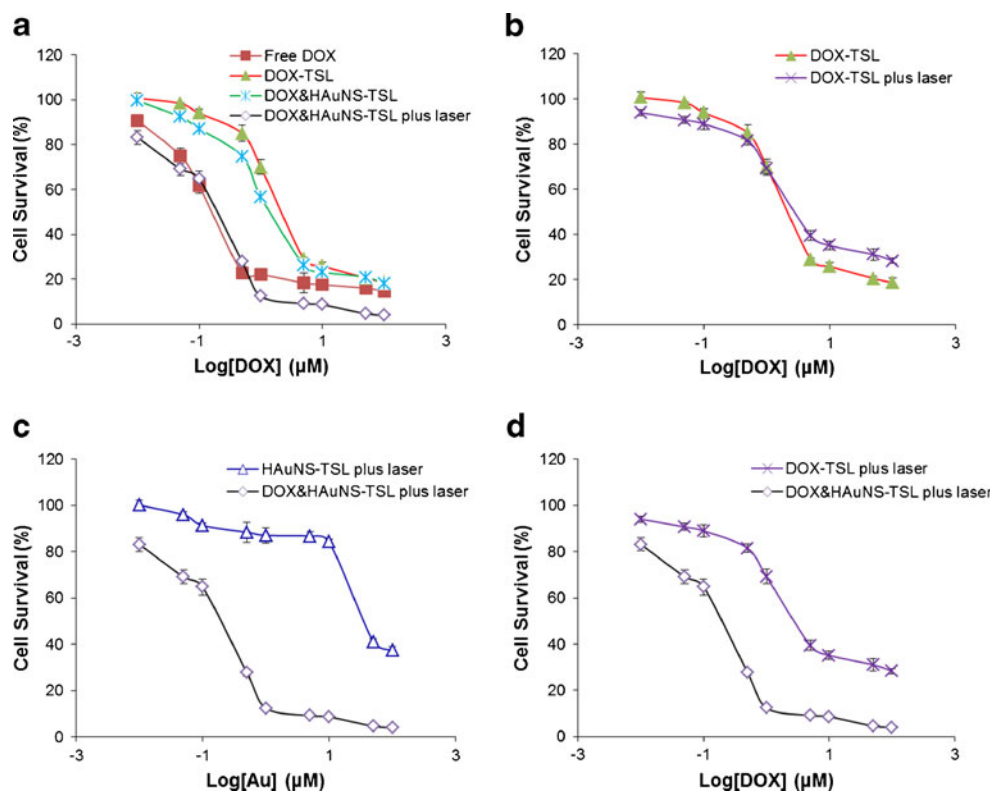 a
120
100
80
60
40
20
0
-3
-1
1
3
Cell Survival (%)
Log[DOX] (µM)
Free DOX
DOX-TSL
DOX&HAuNS-TSL
DOX&HAuNS-TSL plus laser
b
120
100
80
60
40
20
0
-3
-1
1
3
Cell Survival (%)
Log[DOX] (µM)
DOX-TSL
DOX-TSL plus laser
c
120
100
80
60
40
20
0
-3
-1
1
3
Cell Survival (%)
Log[Au] (µM)
HAuNS-TSL plus laser
DOX&HAuNS-TSL plus laser
d
120
100
80
60
40
20
0
-3
-1
1
3
Cell Survival (%)
Log[DOX] (µM)
DOX-TSL plus laser
DOX&HAuNS-TSL plus laser